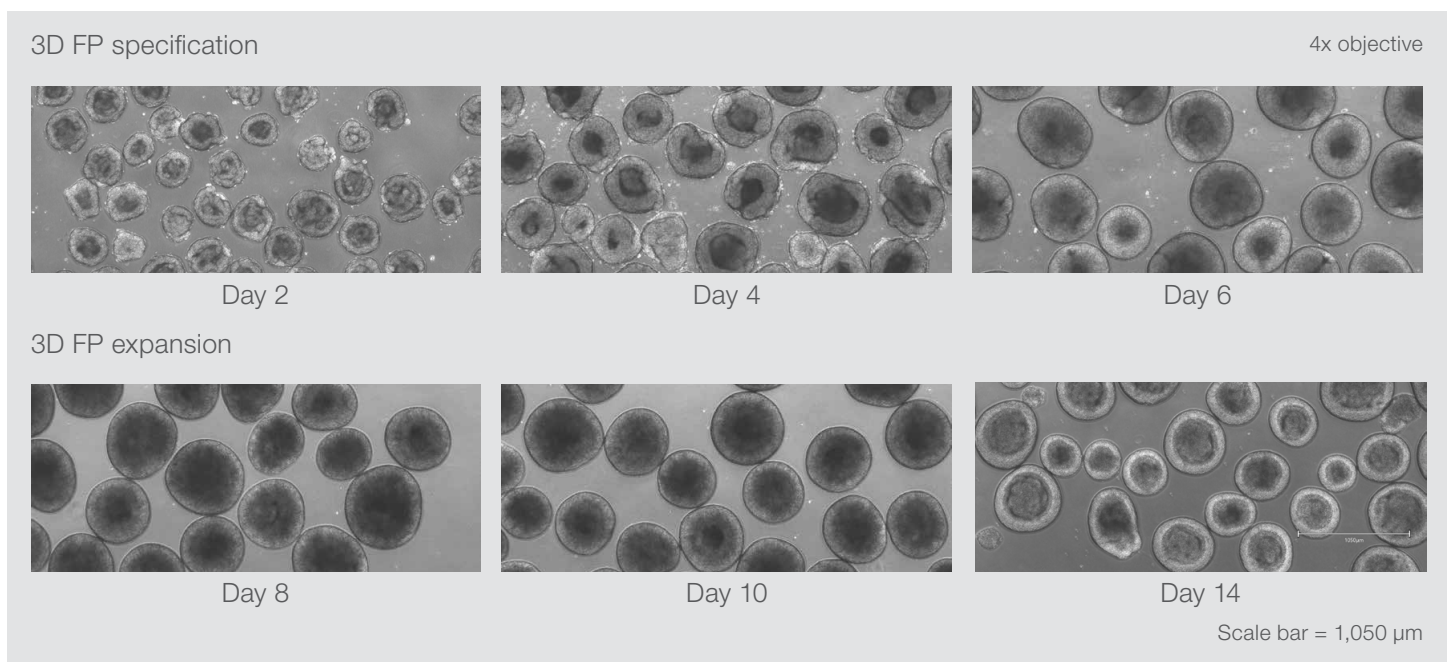 3D FP specification
4x objective
Day 2
Day 4
Day 6
3D FP expansion
1050µm
Day 8
Day 10
Day 14
Scale bar = 1,050 µm